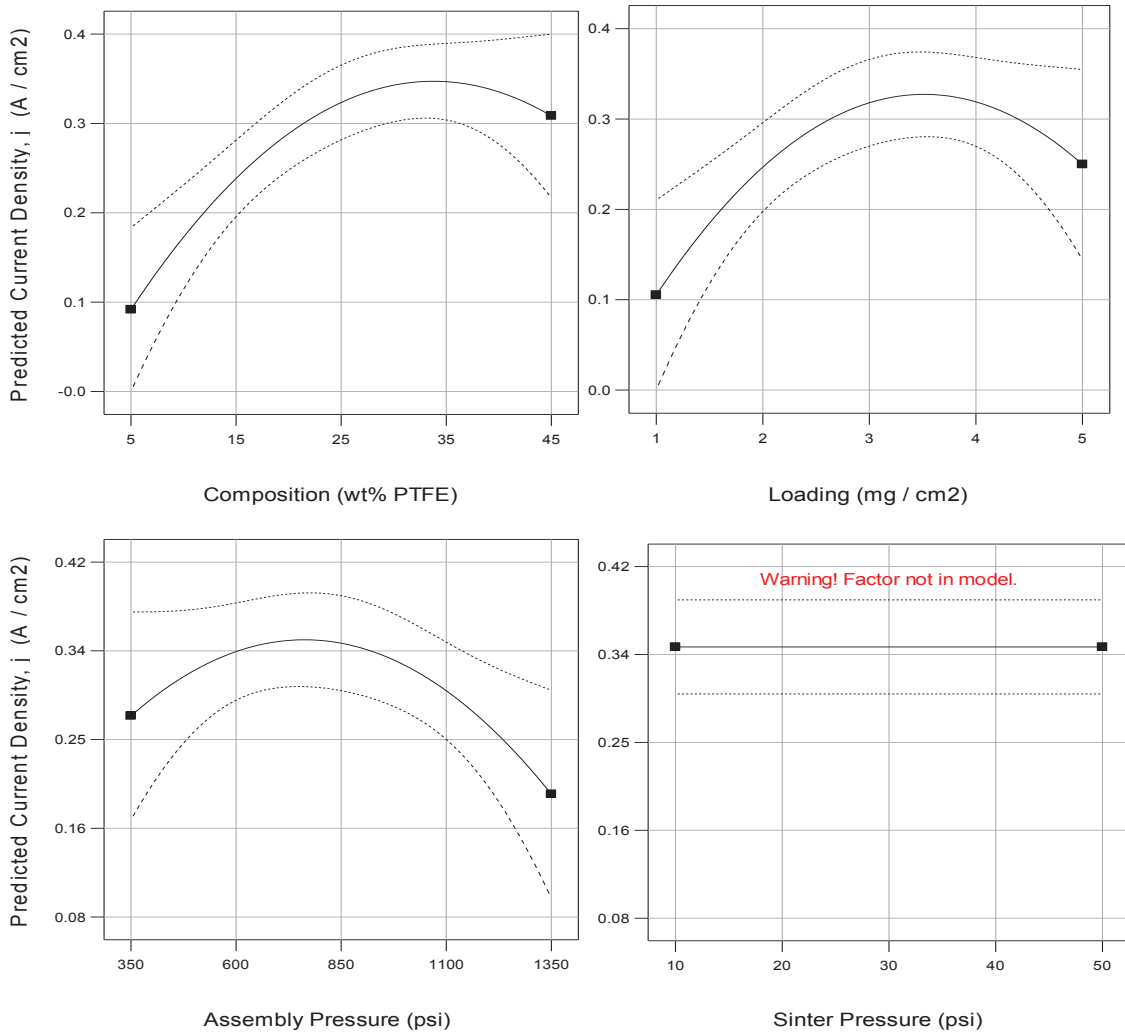 Predicted Current Density, j (A / cm2)
0.4
0.3
0.2
0.1
-0.0
5 15 25 35 45
Composition (wt% PTFE)
0.4
0.3
0.2
0.1
0.0
1 2 3 4 5
Loading (mg / cm2)
Predicted Current Density, j (A / cm2)
0.42
0.34
0.25
0.16
0.08
350 600 850 1100 1350
Assembly Pressure (psi)
Warning! Factor not in model.
0.42
0.34
0.25
0.16
0.08
10 20 30 40 50
Sinter Pressure (psi)